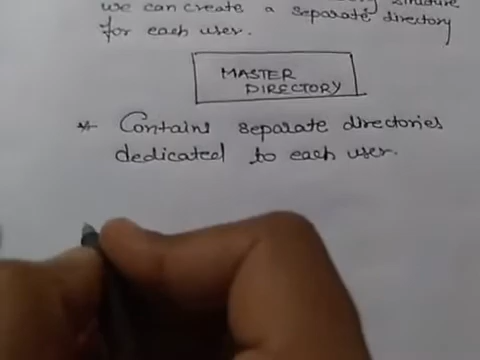 we can create a separate directory
for each user.
MASTER
DIRECTORY
* Contains separate directories
dedicated to each user.